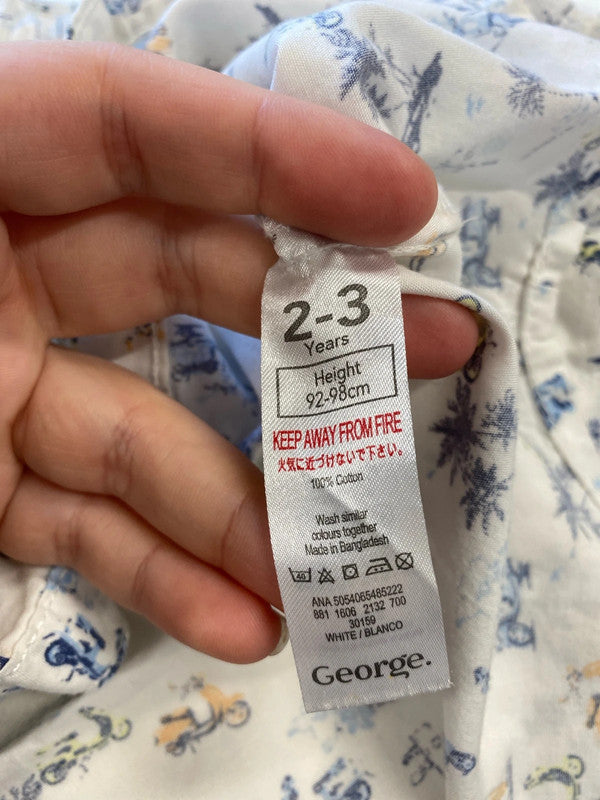 2-3
Years
Height
92-98cm
KEEP AWAY FROM FIRE
火気に近づけないで下さい。
100% Cotton
Wash similar
colours together
Made in Bangladesh
40
ANA 5054065485222
881 1606 2132 700
30159
WHITE / BLANCO
George.